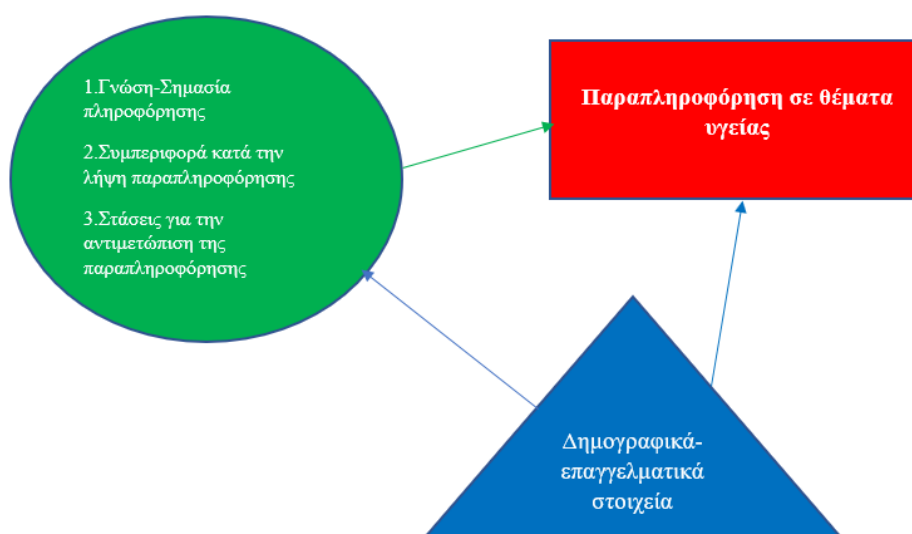 1.Γνώση-Σημασία
πληροφόρησης
2.Συμπεριφορά κατά την
λήψη παραπληροφόρησης
3.Στάσεις για την
αντιμετώπιση της
παραπληροφόρησης
Παραπληροφόρηση σε θέματα
υγείας
Δημογραφικά-
επαγγελματικά
στοιχεία